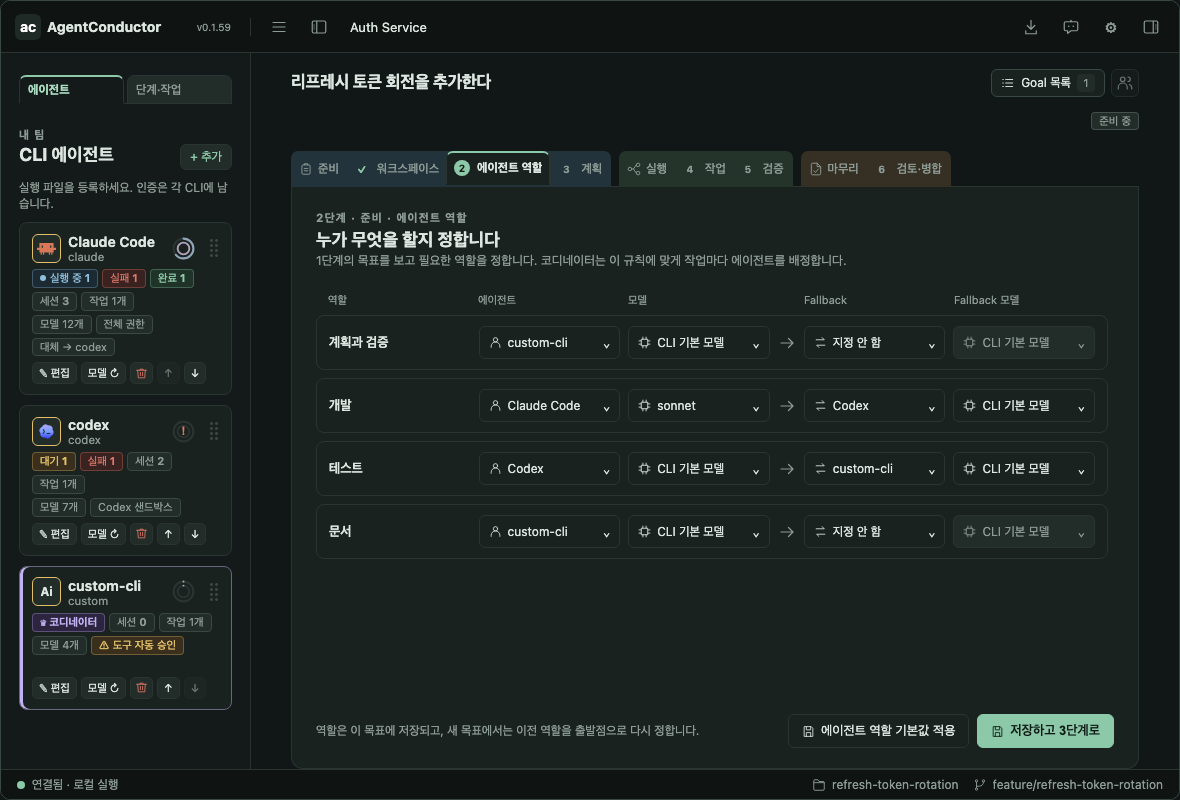 ac AgentConductor v0.1.59 Auth Service
에이전트 단계·작업
내 팀
CLI 에이전트
+ 추가
실행 파일을 등록하세요. 인증은 각 CLI에 남
습니다.
Claude Code
claude
실행 중 1 실패 1 완료 1
세션 3 작업 1개
모델 12개 전체 권한
대체 → codex
편집 모델
codex
codex
대기 1 실패 1 세션 2
작업 1개
모델 7개 Codex 샌드박스
편집 모델
Ai custom-cli
custom
코디네이터 세션 0 작업 1개
모델 4개 도구 자동 승인
편집 모델
리프레시 토큰 회전을 추가한다
Goal 목록 1
준비 중
준비 워크스페이스 2 에이전트 역할 3 계획 실행 4 작업 5 검증 마무리 6 검토·병합
2단계 · 준비 · 에이전트 역할
누가 무엇을 할지 정합니다
1단계의 목표를 보고 필요한 역할을 정합니다. 코디네이터는 이 규칙에 맞게 작업마다 에이전트를 배정합니다.
역할 에이전트 모델 Fallback Fallback 모델
계획과 검증 custom-cli CLI 기본 모델 → 지정 안 함 CLI 기본 모델
개발 Claude Code sonnet → Codex CLI 기본 모델
테스트 Codex CLI 기본 모델 → custom-cli CLI 기본 모델
문서 custom-cli CLI 기본 모델 → 지정 안 함 CLI 기본 모델
역할은 이 목표에 저장되고, 새 목표에서는 이전 역할을 출발점으로 다시 정합니다.
에이전트 역할 기본값 적용 저장하고 3단계로
연결됨 · 로컬 실행 refresh-token-rotation feature/refresh-token-rotation